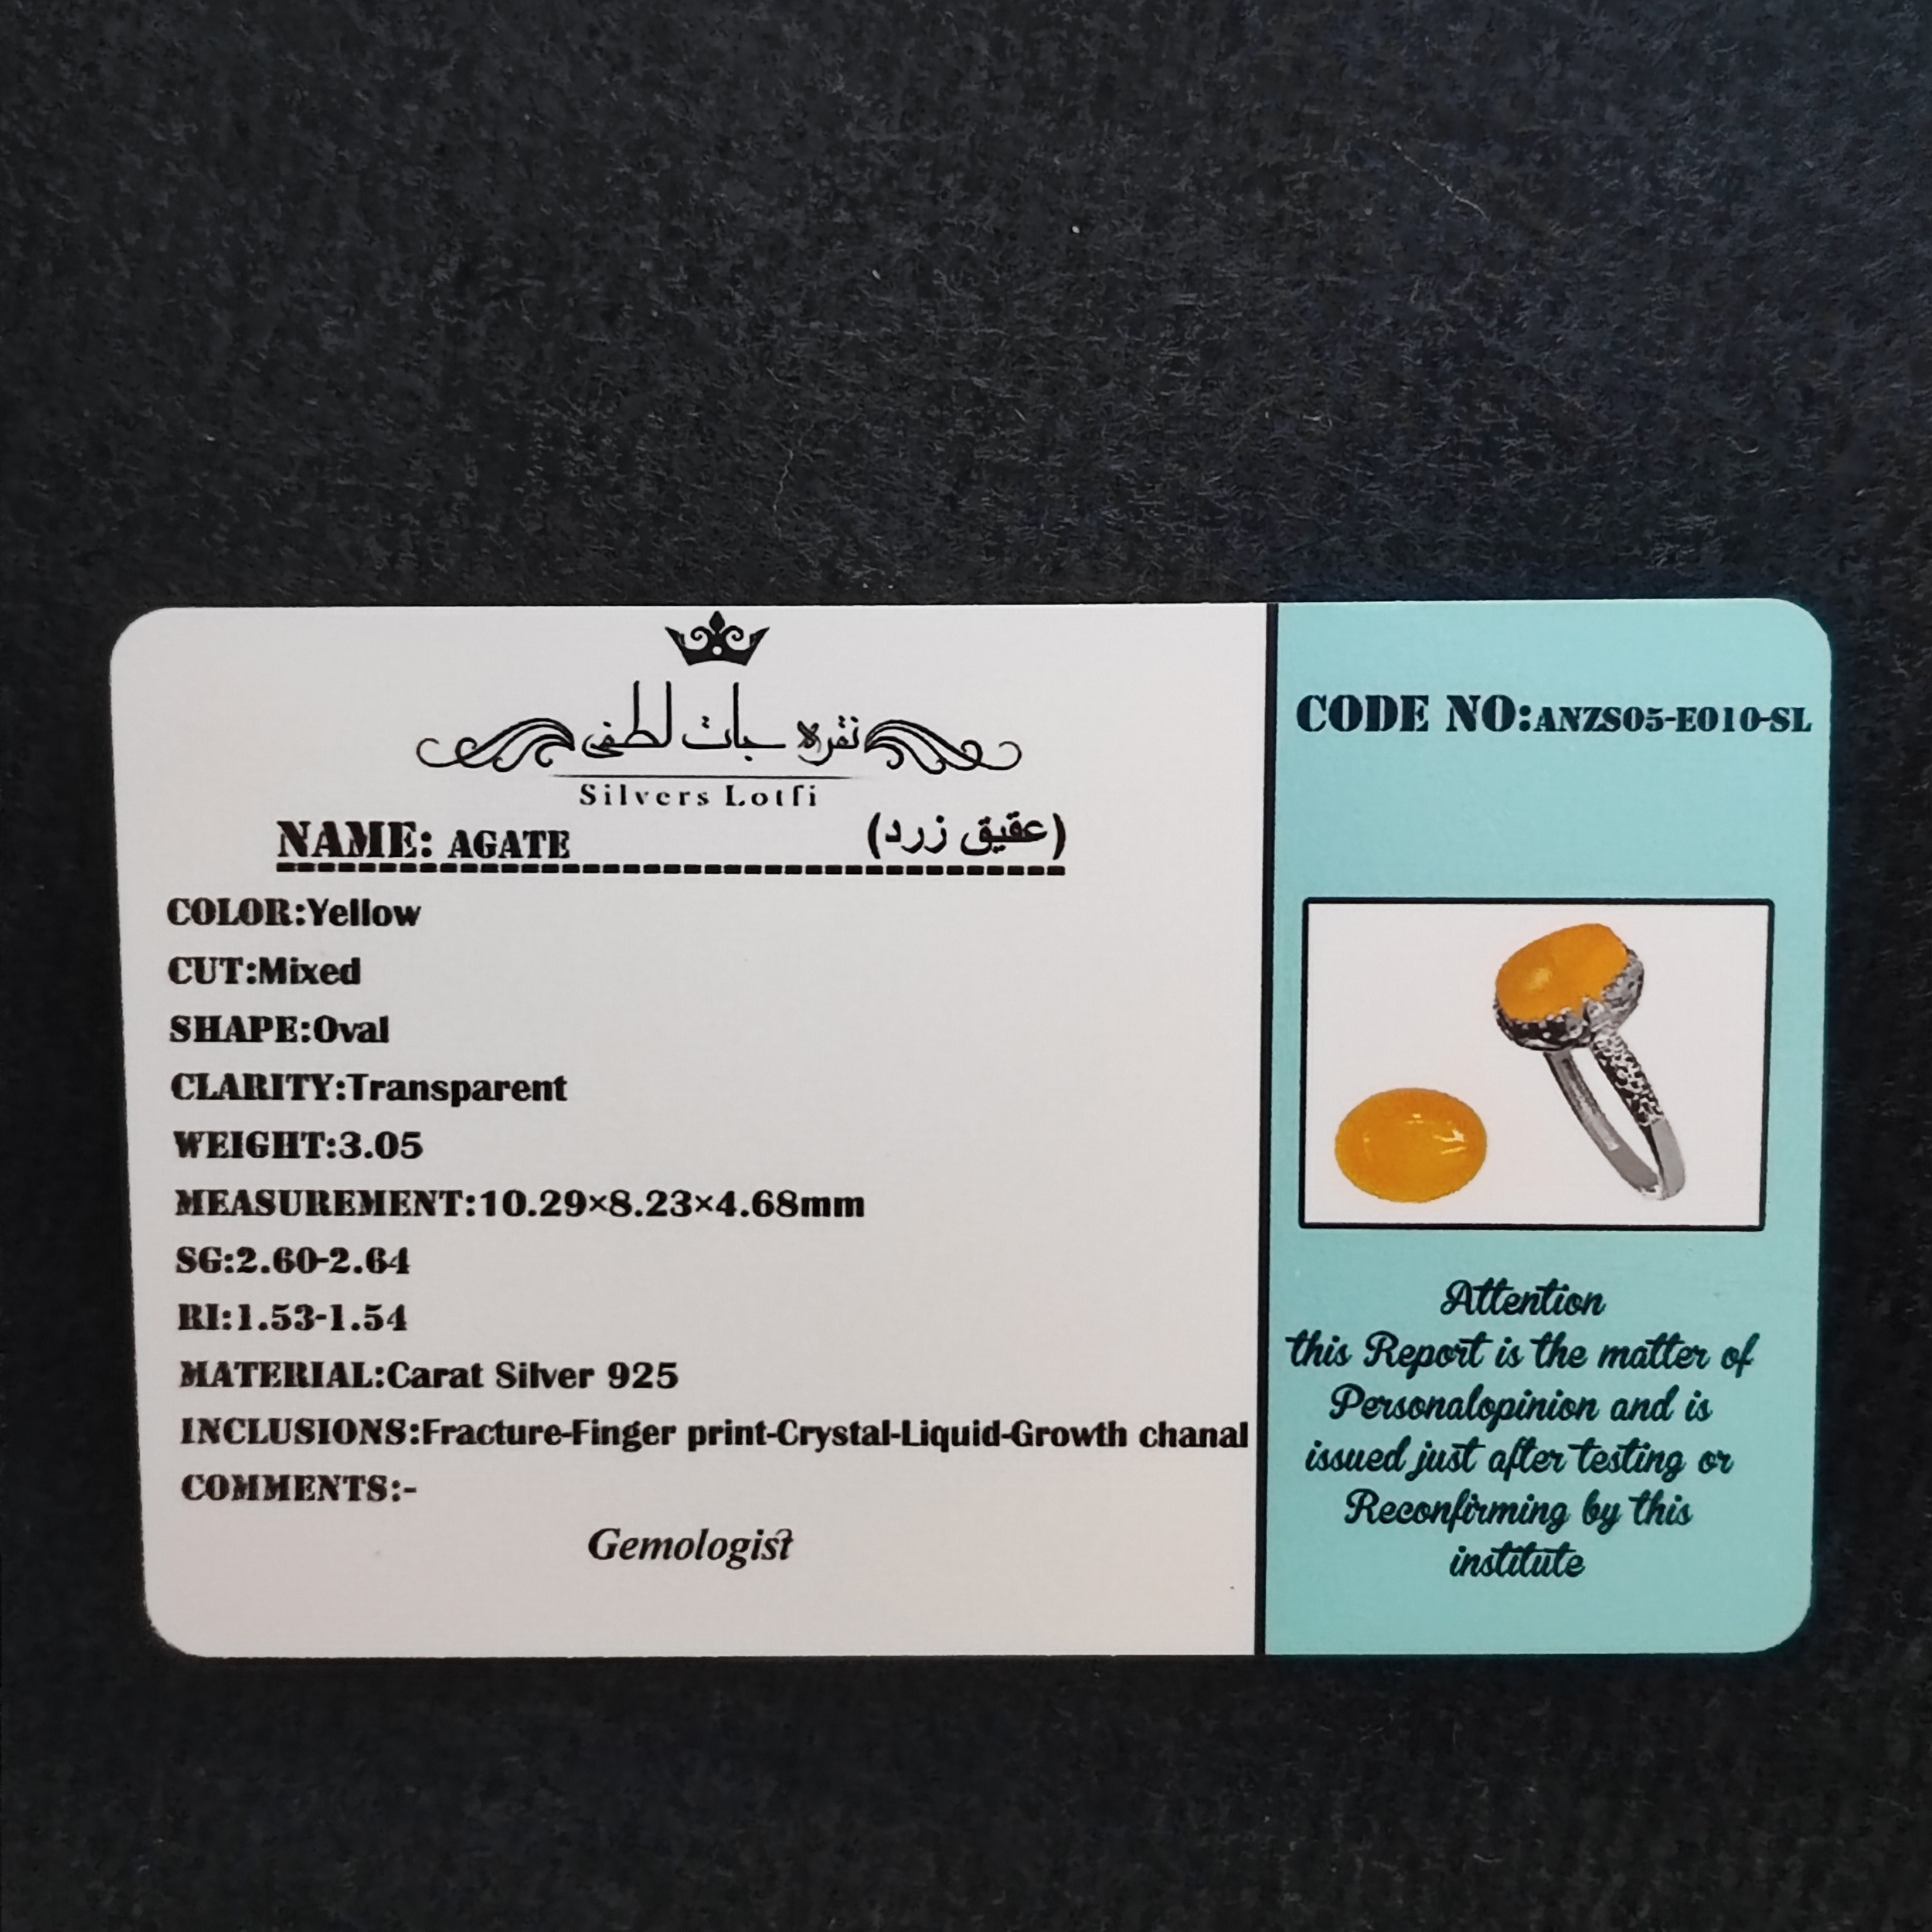 نقره جات لطفی
Silvers Lotfi
NAME: AGATE (عقیق زرد)
COLOR:Yellow
CUT:Mixed
SHAPE:Oval
CLARITY:Transparent
WEIGHT:3.05
MEASUREMENT:10.29×8.23×4.68mm
SG:2.60-2.64
RI:1.53-1.54
MATERIAL:Carat Silver 925
INCLUSIONS:Fracture-Finger print-Crystal-Liquid-Growth chanal
COMMENTS:-
Gemologist
CODE NO:ANZS05-E010-SL
Attention
this Report is the matter of
Personalopinion and is
issued just after testing or
Reconfirming by this
institute